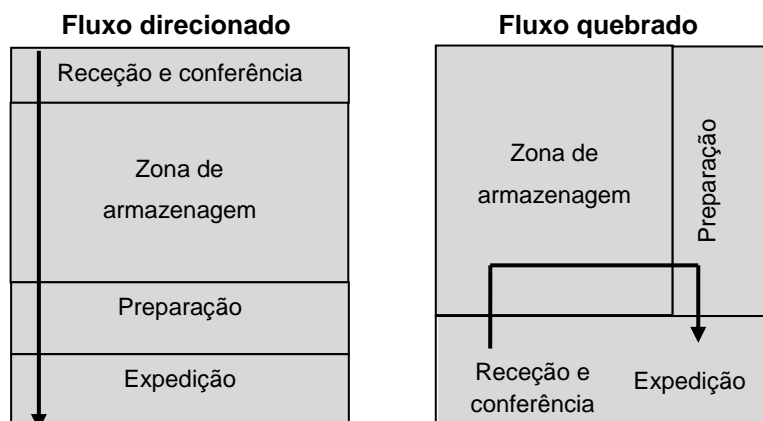 Fluxo direcionado
Receção e conferência
Zona de
armazenagem
Preparação
Expedição
Fluxo quebrado
Zona de
armazenagem
Preparação
Receção e
conferência
Expedição